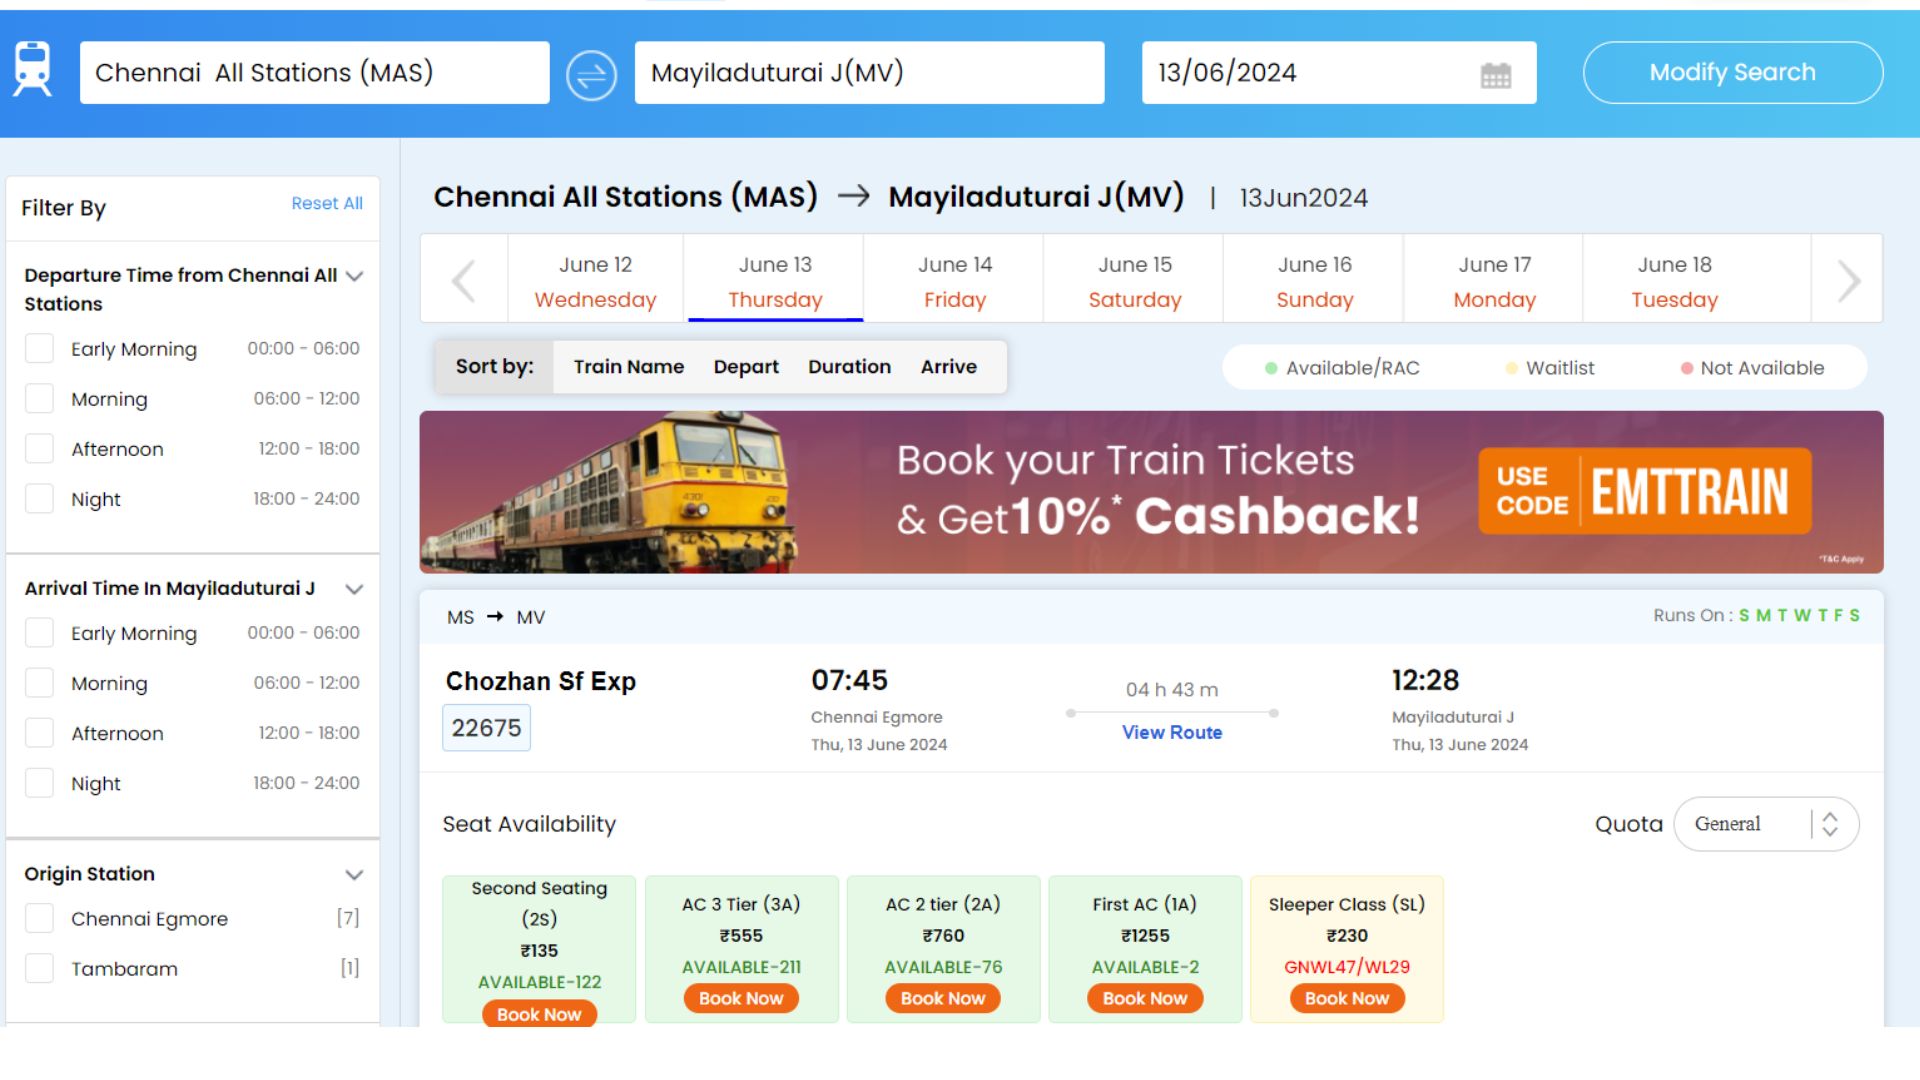 Chennai All Stations (MAS)
Mayiladuturai J(MV)
13/06/2024
Modify Search
Filter By
Reset All
Departure Time from Chennai All
Stations
Early Morning 00:00 - 06:00
Morning 06:00 - 12:00
Afternoon 12:00 - 18:00
Night 18:00 - 24:00
Arrival Time In Mayiladuturai J
Early Morning 00:00 - 06:00
Morning 06:00 - 12:00
Afternoon 12:00 - 18:00
Night 18:00 - 24:00
Origin Station
Chennai Egmore [7]
Tambaram [1]
Chennai All Stations (MAS) → Mayiladuturai J(MV) | 13Jun2024
June 12 June 13 June 14 June 15 June 16 June 17 June 18
Wednesday Thursday Friday Saturday Sunday Monday Tuesday
Sort by: Train Name Depart Duration Arrive
Available/RAC Waitlist Not Available
Book your Train Tickets
& Get 10%* Cashback!
USE
CODE
EMTTRAIN
*T&C Apply
MS → MV
Runs On : S M T W T F S
Chozhan Sf Exp
22675
07:45
Chennai Egmore
Thu, 13 June 2024
04 h 43 m
View Route
12:28
Mayiladuturai J
Thu, 13 June 2024
Seat Availability
Quota General
Second Seating
(2S)
₹135
AVAILABLE-122
Book Now
AC 3 Tier (3A)
₹555
AVAILABLE-211
Book Now
AC 2 tier (2A)
₹760
AVAILABLE-76
Book Now
First AC (1A)
₹1255
AVAILABLE-2
Book Now
Sleeper Class (SL)
₹230
GNWL47/WL29
Book Now